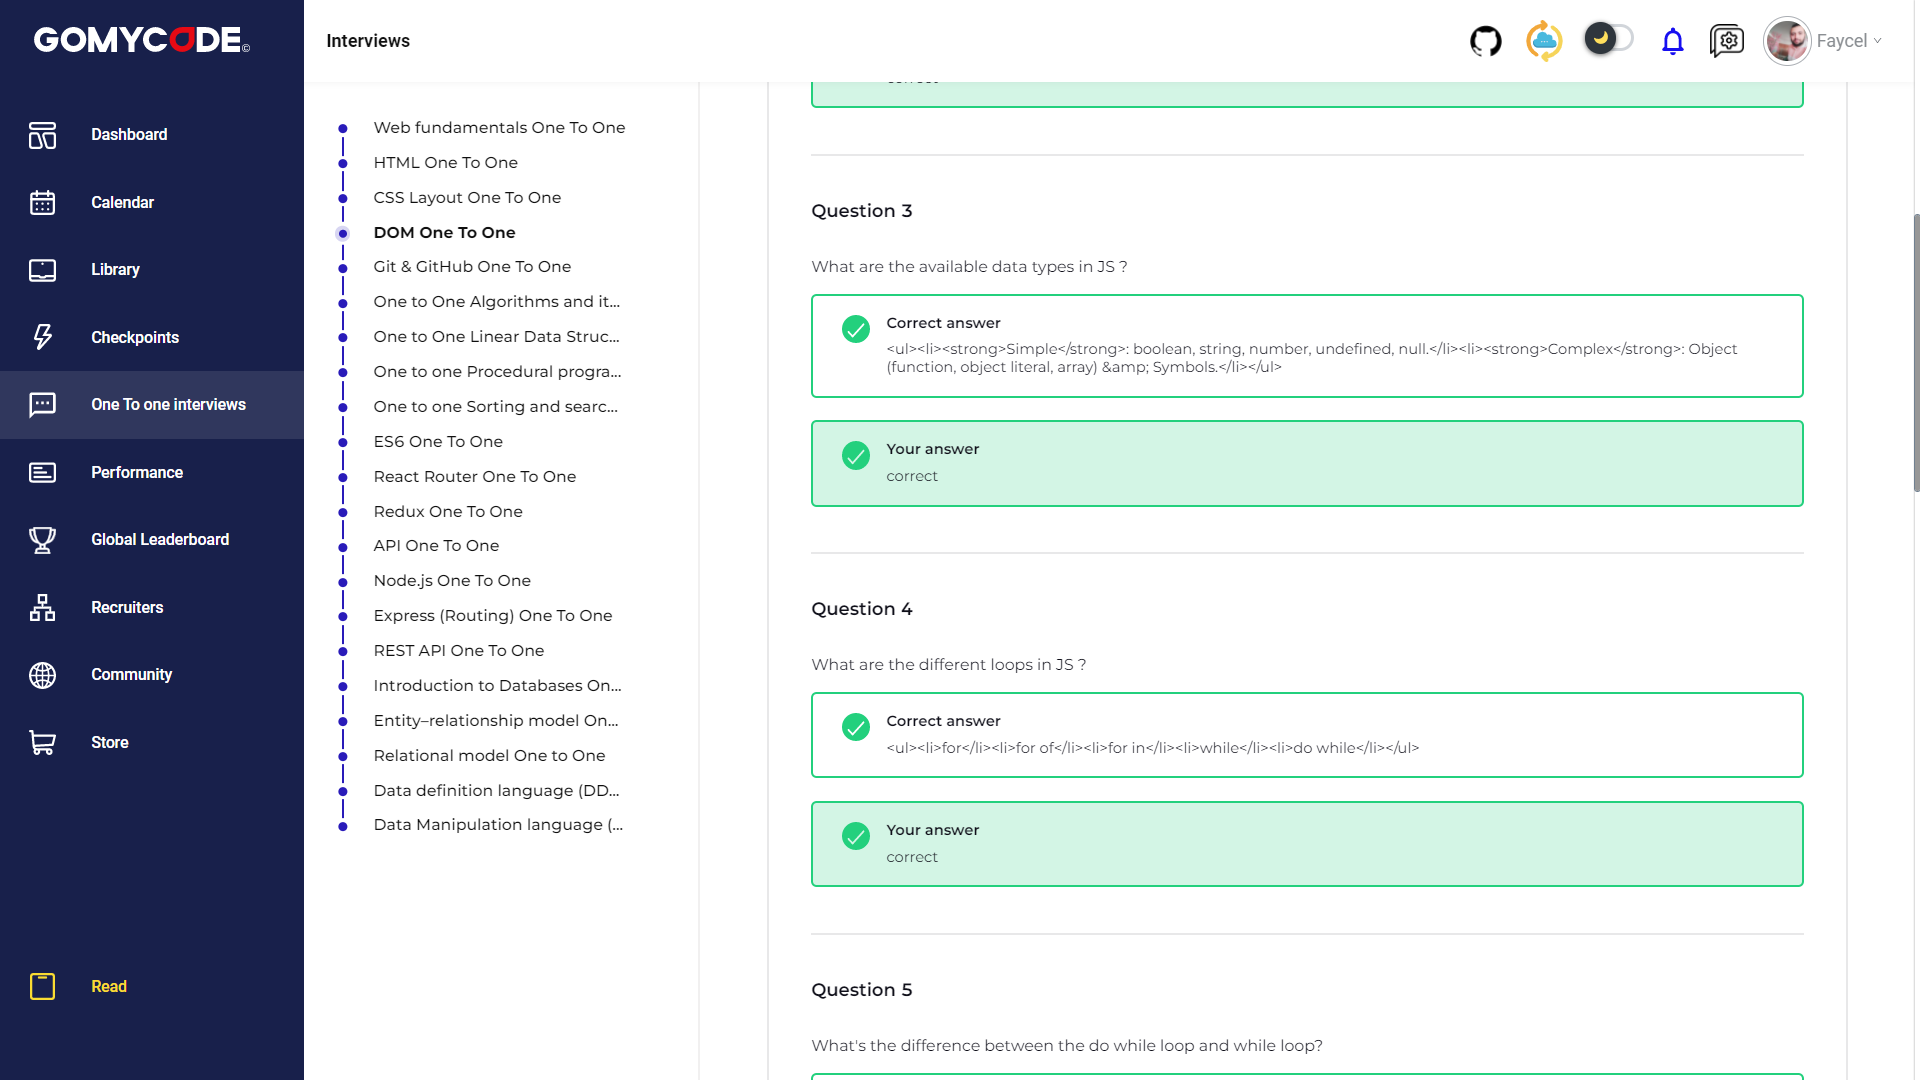 GOMYCODE©
Interviews
Faycel
Dashboard
Calendar
Library
Checkpoints
One To one interviews
Performance
Global Leaderboard
Recruiters
Community
Store
Read
Web fundamentals One To One
HTML One To One
CSS Layout One To One
DOM One To One
Git & GitHub One To One
One to One Algorithms and it...
One to One Linear Data Struc...
One to one Procedural progra...
One to one Sorting and searc...
ES6 One To One
React Router One To One
Redux One To One
API One To One
Node.js One To One
Express (Routing) One To One
REST API One To One
Introduction to Databases On...
Entity–relationship model On...
Relational model One to One
Data definition language (DD...
Data Manipulation language (...
Question 3
What are the available data types in JS ?
Correct answer
<ul><li><strong>Simple</strong>: boolean, string, number, undefined, null.</li><li><strong>Complex</strong>: Object
(function, object literal, array) &amp; Symbols.</li></ul>
Your answer
correct
Question 4
What are the different loops in JS ?
Correct answer
<ul><li>for</li><li>for of</li><li>for in</li><li>while</li><li>do while</li></ul>
Your answer
correct
Question 5
What's the difference between the do while loop and while loop?